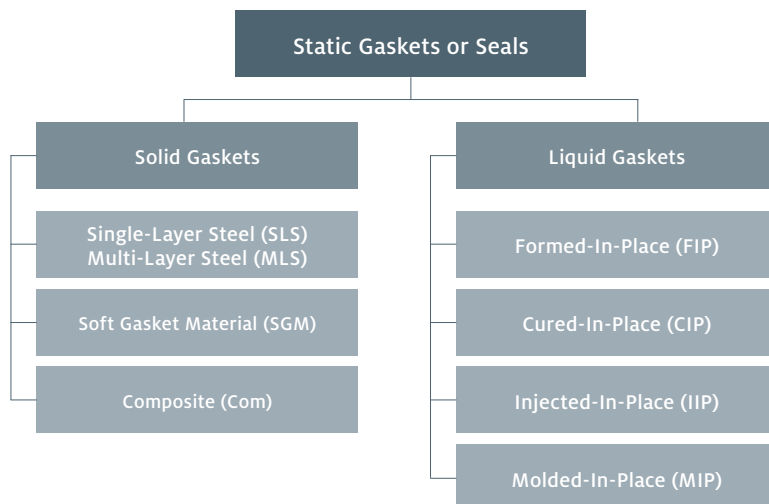 Static Gaskets or Seals
Solid Gaskets
Single-Layer Steel (SLS)
Multi-Layer Steel (MLS)
Soft Gasket Material (SGM)
Composite (Com)
Liquid Gaskets
Formed-In-Place (FIP)
Cured-In-Place (CIP)
Injected-In-Place (IIP)
Molded-In-Place (MIP)